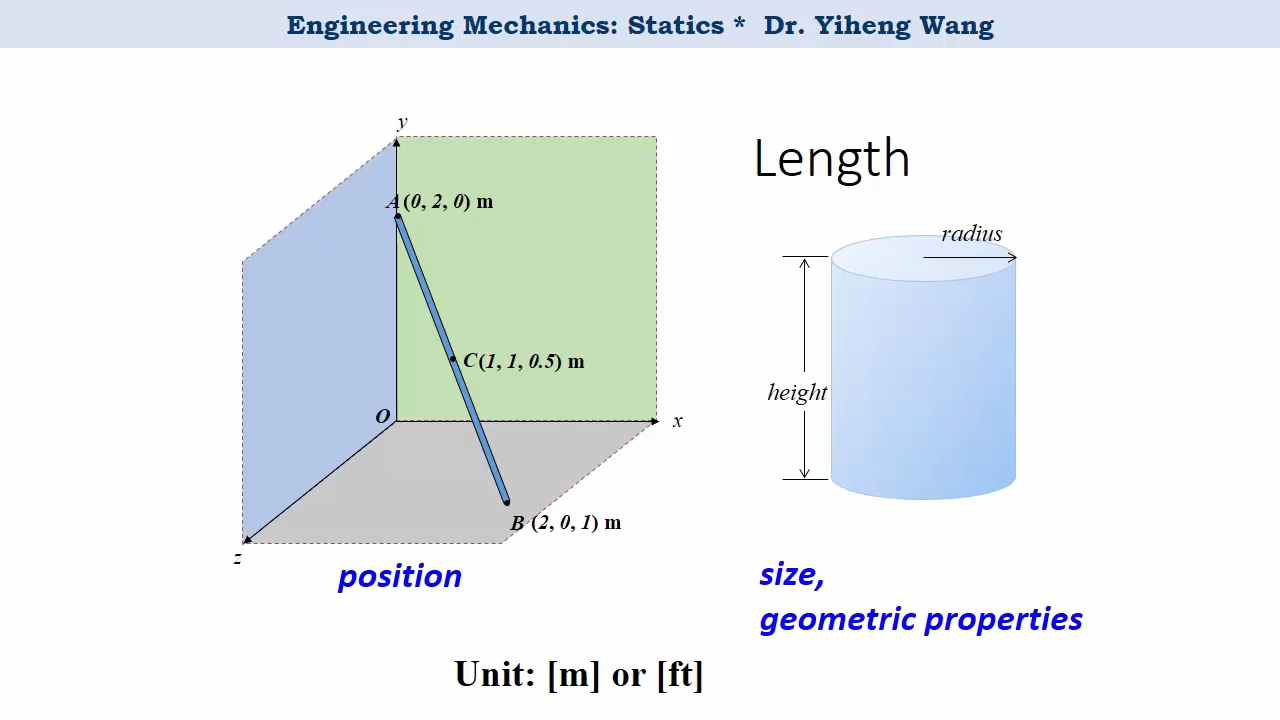 Engineering Mechanics: Statics * Dr. Yiheng Wang
y
Length
A (0, 2, 0) m
radius
C (1, 1, 0.5) m
height
O
x
B (2, 0, 1) m
z
position
size,
geometric properties
Unit: [m] or [ft]